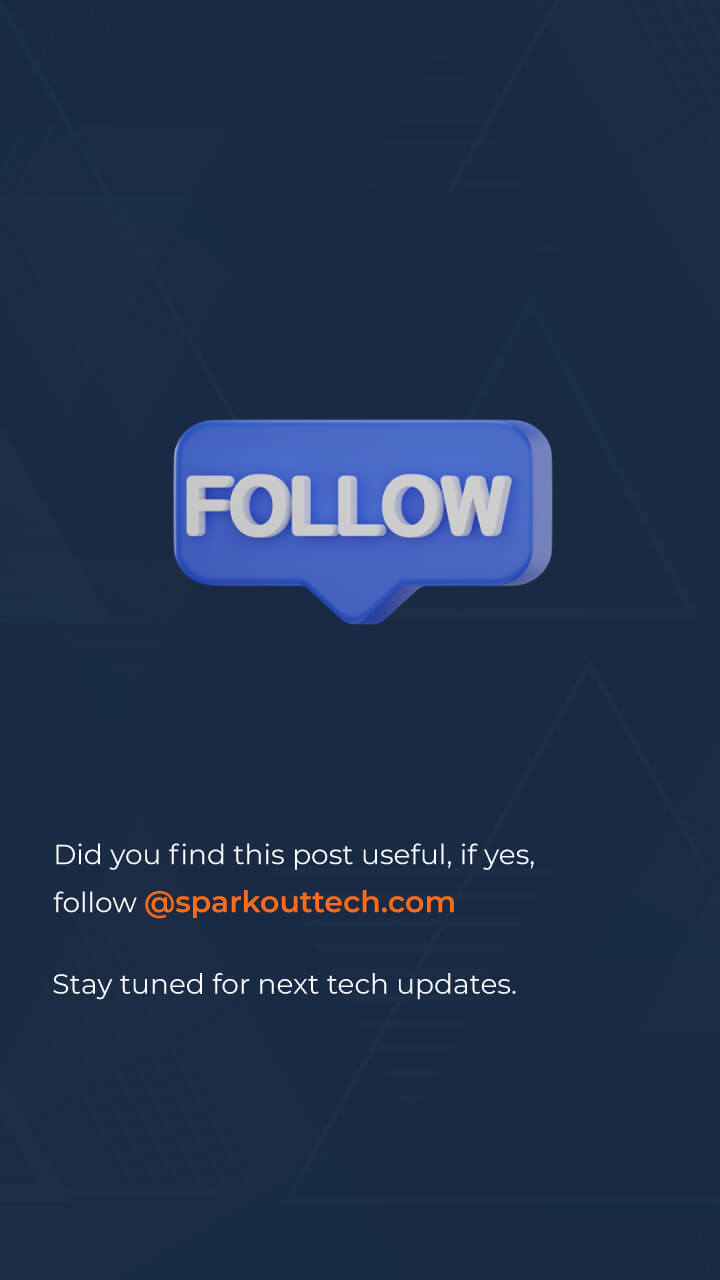 FOLLOW
Did you find this post useful, if yes,
follow @sparkouttech.com
Stay tuned for next tech updates.